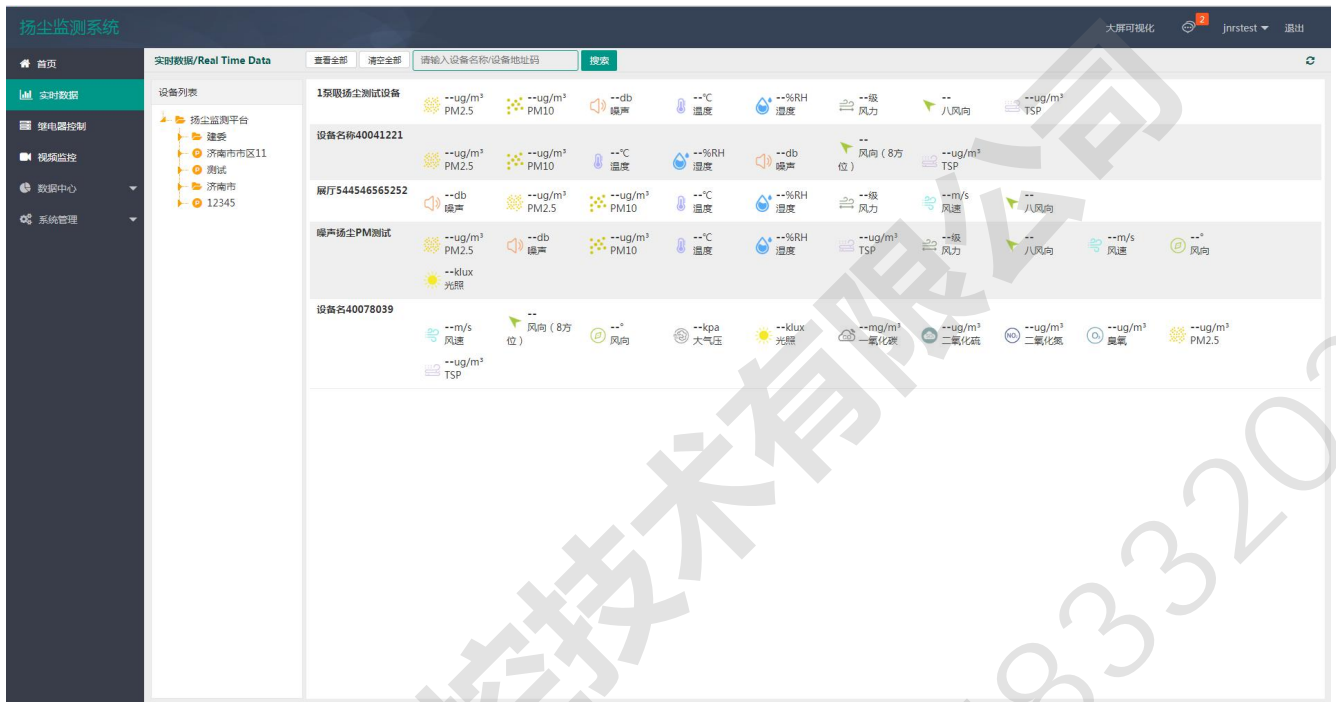 扬尘监测系统
大屏可视化 2 jnrstest 退出
首页
实时数据
继电器控制
视频监控
数据中心
系统管理
实时数据/Real Time Data 查看全部 清空全部 请输入设备名称/设备地址码 搜索
设备列表
扬尘监测平台
建委
济南市市区11
测试
济南市
12345
1泵吸扬尘测试设备
--ug/m³ --ug/m³ --db --℃ --%RH --级 -- --ug/m³
PM2.5 PM10 噪声 温度 湿度 风力 八风向 TSP
设备名称40041221
--ug/m³ --ug/m³ --℃ --%RH --db -- --ug/m³
PM2.5 PM10 温度 湿度 噪声 风向（8方位） TSP
展厅544546565252
--db --ug/m³ --ug/m³ --℃ --%RH --级 --m/s --
噪声 PM2.5 PM10 温度 湿度 风力 风速 八风向
噪声扬尘PM测试
--ug/m³ --db --ug/m³ --℃ --%RH --ug/m³ --级 -- --m/s --°
PM2.5 噪声 PM10 温度 湿度 TSP 风力 八风向 风速 风向
--klux
光照
设备名40078039
--m/s -- --° --kpa --klux --mg/m³ --ug/m³ --ug/m³ --ug/m³ --ug/m³
风速 风向（8方位） 风向 大气压 光照 一氧化碳 二氧化硫 二氧化氮 臭氧 PM2.5
--ug/m³
TSP
控技术有限公司
83320